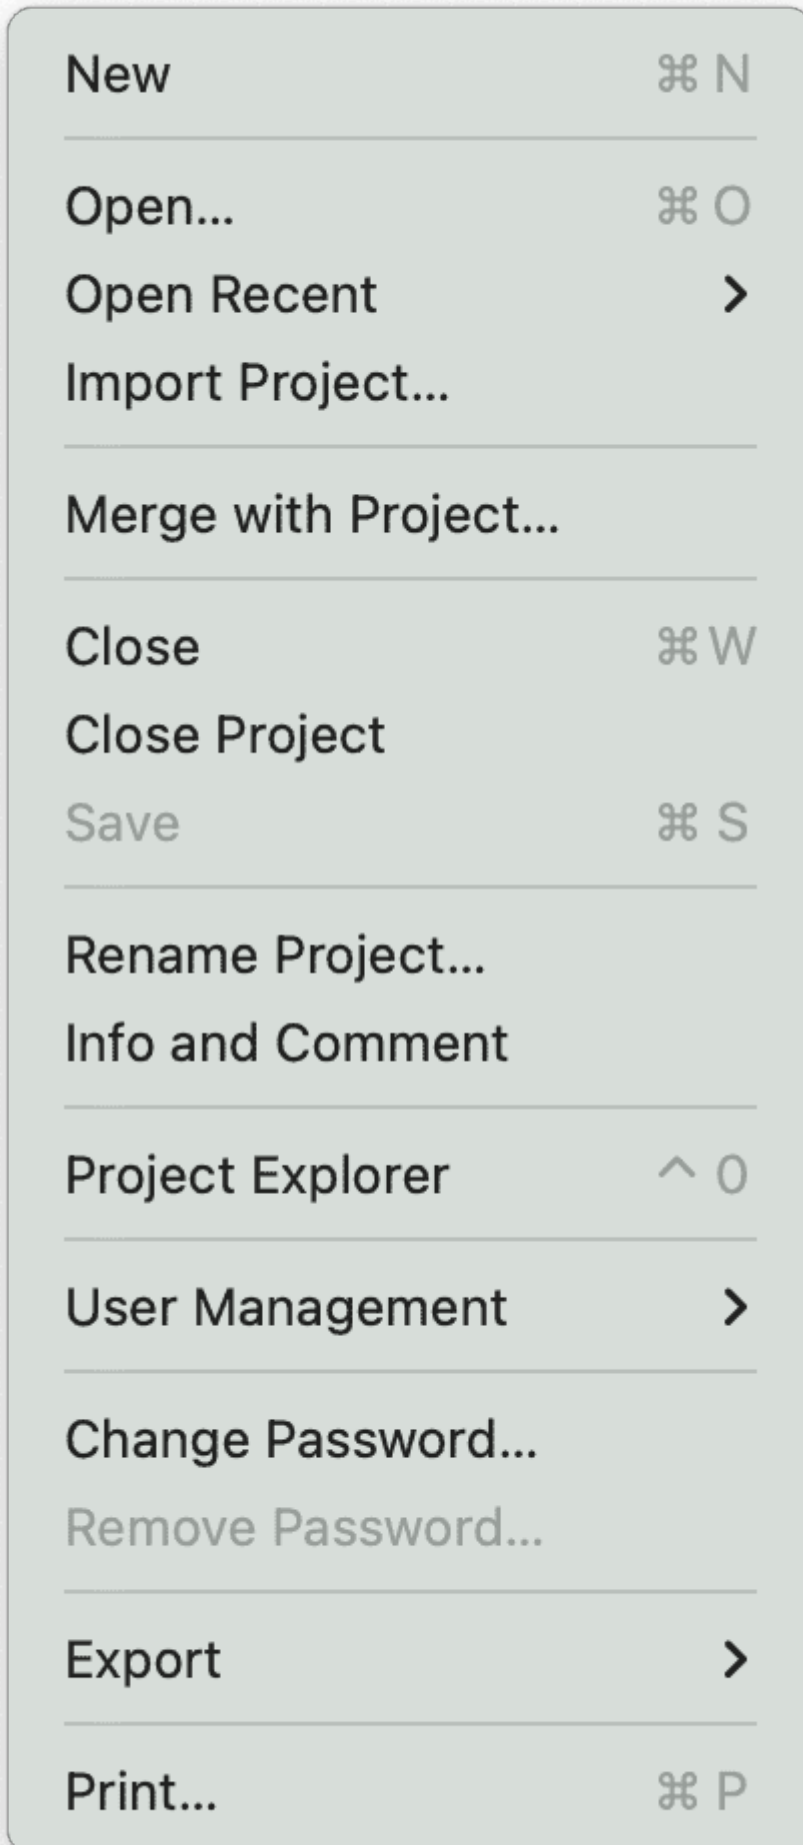 New ⌘ N
Open... ⌘ O
Open Recent >
Import Project...
Merge with Project...
Close ⌘ W
Close Project
Save ⌘ S
Rename Project...
Info and Comment
Project Explorer ^ 0
User Management >
Change Password...
Remove Password...
Export >
Print... ⌘ P